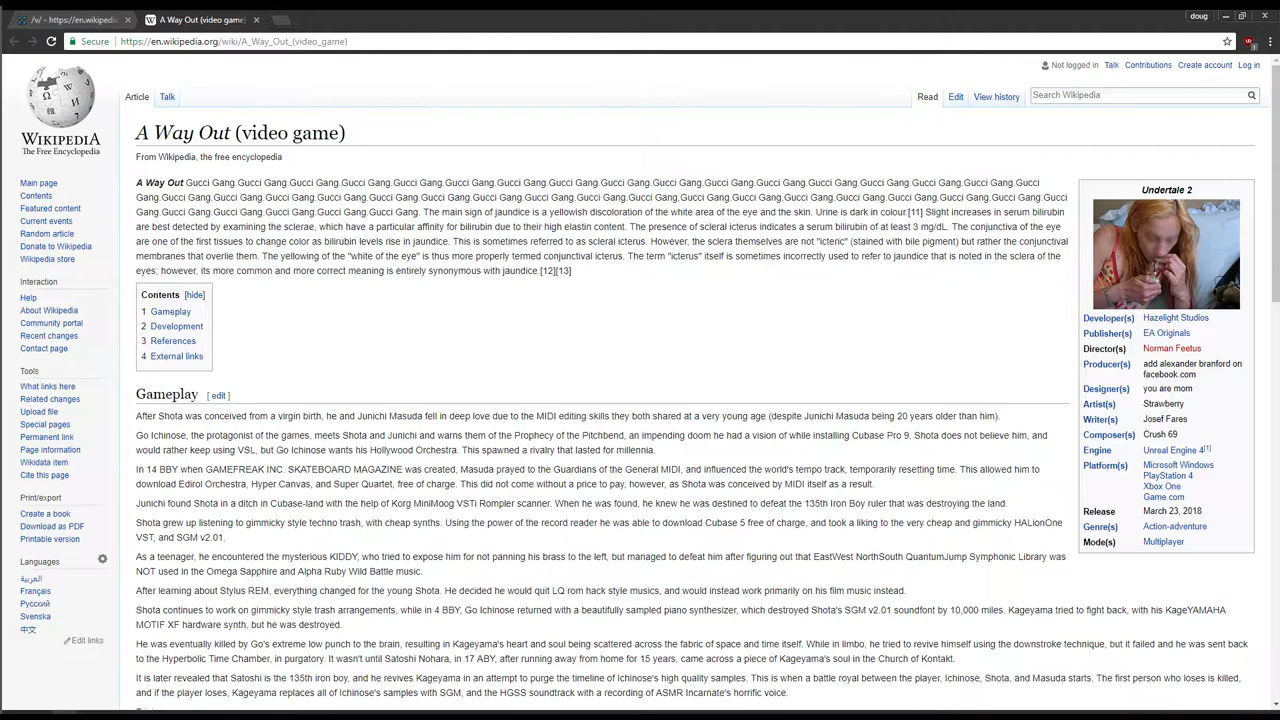 /v/ - https://en.wikipedia
A Way Out (video game)
doug
Secure
https://en.wikipedia.org/wiki/A_Way_Out_(video_game)
Not logged in Talk Contributions Create account Log in
Article Talk
Read Edit View history
Search Wikipedia
WIKIPEDIA
The Free Encyclopedia
Main page
Contents
Featured content
Current events
Random article
Donate to Wikipedia
Wikipedia store
Interaction
Help
About Wikipedia
Community portal
Recent changes
Contact page
Tools
What links here
Related changes
Upload file
Special pages
Permanent link
Page information
Wikidata item
Cite this page
Print/export
Create a book
Download as PDF
Printable version
Languages
العربية
Français
Русский
Svenska
中文
Edit links
A Way Out (video game)
From Wikipedia, the free encyclopedia
A Way Out Gucci Gang.Gucci Gang.Gucci Gang.Gucci Gang.Gucci Gang.Gucci Gang.Gucci Gang.Gucci Gang.Gucci Gang.Gucci Gang.Gucci Gang.Gucci Gang.Gucci Gang.Gucci Gang.Gucci Gang.Gucci Gang.Gucci
Gang.Gucci Gang.Gucci Gang.Gucci Gang.Gucci Gang.Gucci Gang.Gucci Gang.Gucci Gang.Gucci Gang.Gucci Gang.Gucci Gang.Gucci Gang.Gucci Gang.Gucci Gang.Gucci Gang.Gucci Gang.Gucci Gang.Gucci Gang.Gucci
Gang.Gucci Gang.Gucci Gang.Gucci Gang.Gucci Gang.Gucci Gang. The main sign of jaundice is a yellowish discoloration of the white area of the eye and the skin. Urine is dark in colour.[11] Slight increases in serum bilirubin
are best detected by examining the sclerae, which have a particular affinity for bilirubin due to their high elastin content. The presence of scleral icterus indicates a serum bilirubin of at least 3 mg/dL. The conjunctiva of the eye
are one of the first tissues to change color as bilirubin levels rise in jaundice. This is sometimes referred to as scleral icterus. However, the sclera themselves are not "icteric" (stained with bile pigment) but rather the conjunctival
membranes that overlie them. The yellowing of the "white of the eye" is thus more properly termed conjunctival icterus. The term "icterus" itself is sometimes incorrectly used to refer to jaundice that is noted in the sclera of the
eyes; however, its more common and more correct meaning is entirely synonymous with jaundice.[12][13]
Contents [hide]
1 Gameplay
2 Development
3 References
4 External links
Undertale 2
Developer(s) Hazelight Studios
Publisher(s) EA Originals
Director(s) Norman Feetus
Producer(s) add alexander branford on
facebook.com
Designer(s) you are mom
Artist(s) Strawberry
Writer(s) Josef Fares
Composer(s) Crush 69
Engine Unreal Engine 4[1]
Platform(s) Microsoft Windows
PlayStation 4
Xbox One
Game.com
Release March 23, 2018
Genre(s) Action-adventure
Mode(s) Multiplayer
Gameplay [ edit ]
After Shota was conceived from a virgin birth, he and Junichi Masuda fell in deep love due to the MIDI editing skills they both shared at a very young age (despite Junichi Masuda being 20 years older than him).
Go Ichinose, the protagonist of the games, meets Shota and Junichi and warns them of the Prophecy of the Pitchbend, an impending doom he had a vision of while installing Cubase Pro 9. Shota does not believe him, and
would rather keep using VSL, but Go Ichinose wants his Hollywood Orchestra. This spawned a rivalry that lasted for millennia.
In 14 BBY when GAMEFREAK INC. SKATEBOARD MAGAZINE was created, Masuda prayed to the Guardians of the General MIDI, and influenced the world's tempo track, temporarily resetting time. This allowed him to
download Edirol Orchestra, Hyper Canvas, and Super Quartet, free of charge. This did not come without a price to pay, however, as Shota was conceived by MIDI itself as a result.
Junichi found Shota in a ditch in Cubase-land with the help of Korg MiniMoog VSTi Rompler scanner. When he was found, he knew he was destined to defeat the 135th Iron Boy ruler that was destroying the land.
Shota grew up listening to gimmicky style techno trash, with cheap synths. Using the power of the record reader he was able to download Cubase 5 free of charge, and took a liking to the very cheap and gimmicky HALionOne
VST, and SGM v2.01.
As a teenager, he encountered the mysterious KIDDY, who tried to expose him for not panning his brass to the left, but managed to defeat him after figuring out that EastWest NorthSouth QuantumJump Symphonic Library was
NOT used in the Omega Sapphire and Alpha Ruby Wild Battle music.
After learning about Stylus REM, everything changed for the young Shota. He decided he would quit LQ rom hack style musics, and would instead work primarily on his film music instead.
Shota continues to work on gimmicky style trash arrangements, while in 4 BBY, Go Ichinose returned with a beautifully sampled piano synthesizer, which destroyed Shota's SGM v2.01 soundfont by 10,000 miles. Kageyama tried to fight back, with his KageYAMAHA
MOTIF XF hardware synth, but he was destroyed.
He was eventually killed by Go's extreme low punch to the brain, resulting in Kageyama's heart and soul being scattered across the fabric of space and time itself. While in limbo, he tried to revive himself using the downstroke technique, but it failed and he was sent back
to the Hyperbolic Time Chamber, in purgatory. It wasn't until Satoshi Nohara, in 17 ABY, after running away from home for 15 years, came across a piece of Kageyama's soul in the Church of Kontakt.
It is later revealed that Satoshi is the 135th iron boy, and he revives Kageyama in an attempt to purge the timeline of Ichinose's high quality samples. This is when a battle royal between the player, Ichinose, Shota, and Masuda starts. The first person who loses is killed,
and if the player loses, Kageyama replaces all of Ichinose's samples with SGM, and the HGSS soundtrack with a recording of ASMR Incarnate's horrific voice.